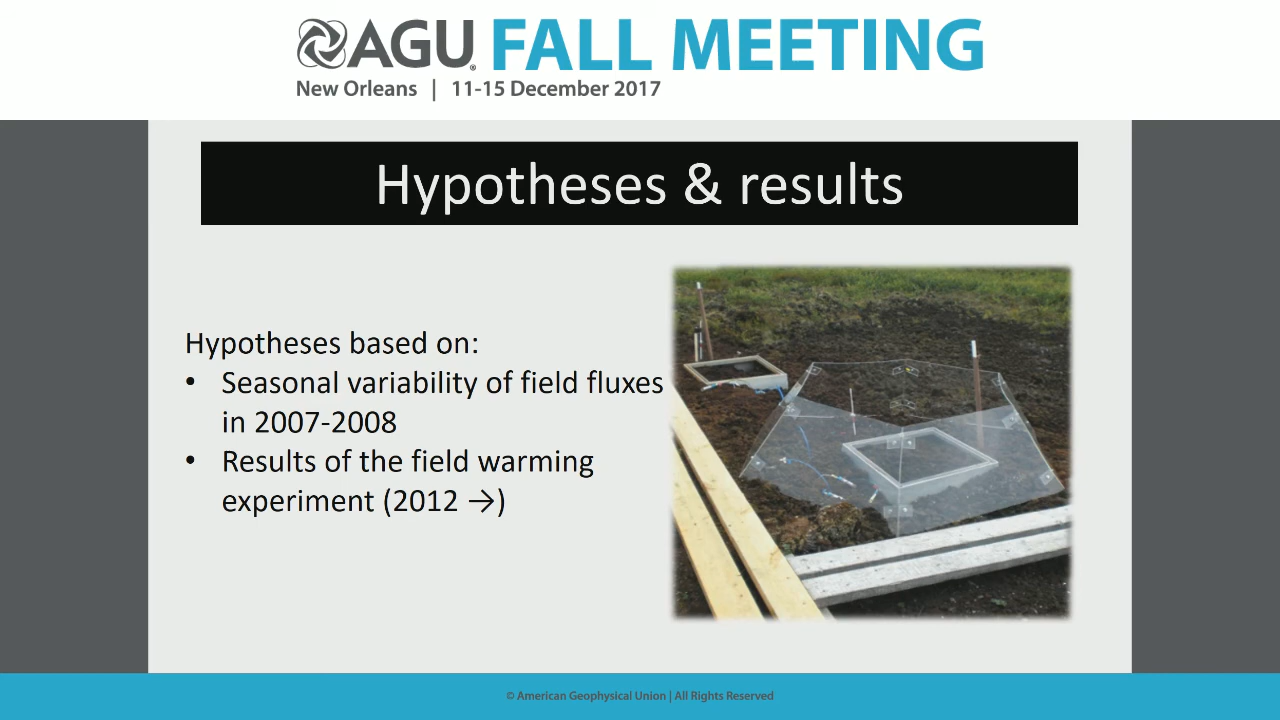 AGU FALL MEETING
New Orleans | 11-15 December 2017
Hypotheses & results
Hypotheses based on:
• Seasonal variability of field fluxes
in 2007-2008
• Results of the field warming
experiment (2012 →)
© American Geophysical Union | All Rights Reserved